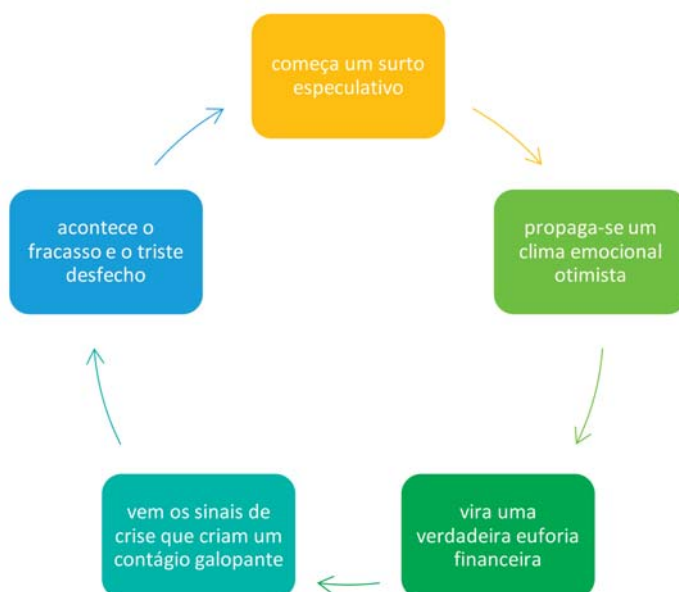 começa um surto
especulativo
propaga-se um
clima emocional
otimista
vira uma
verdadeira euforia
financeira
vem os sinais de
crise que criam um
contágio galopante
acontece o
fracasso e o triste
desfecho